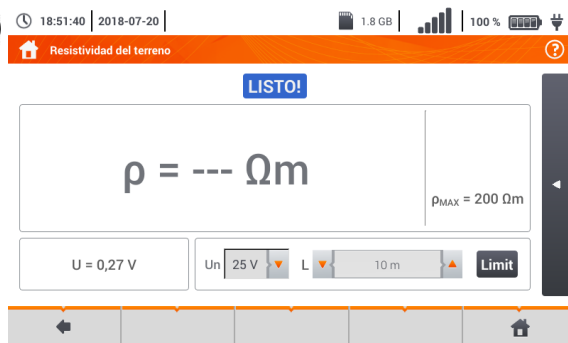 18:51:40 2018-07-20 1.8 GB 100 %
Resistividad del terreno ?
LISTO!
ρ = --- Ωm
ρMAX = 200 Ωm
U = 0,27 V Un 25 V L 10 m Limit